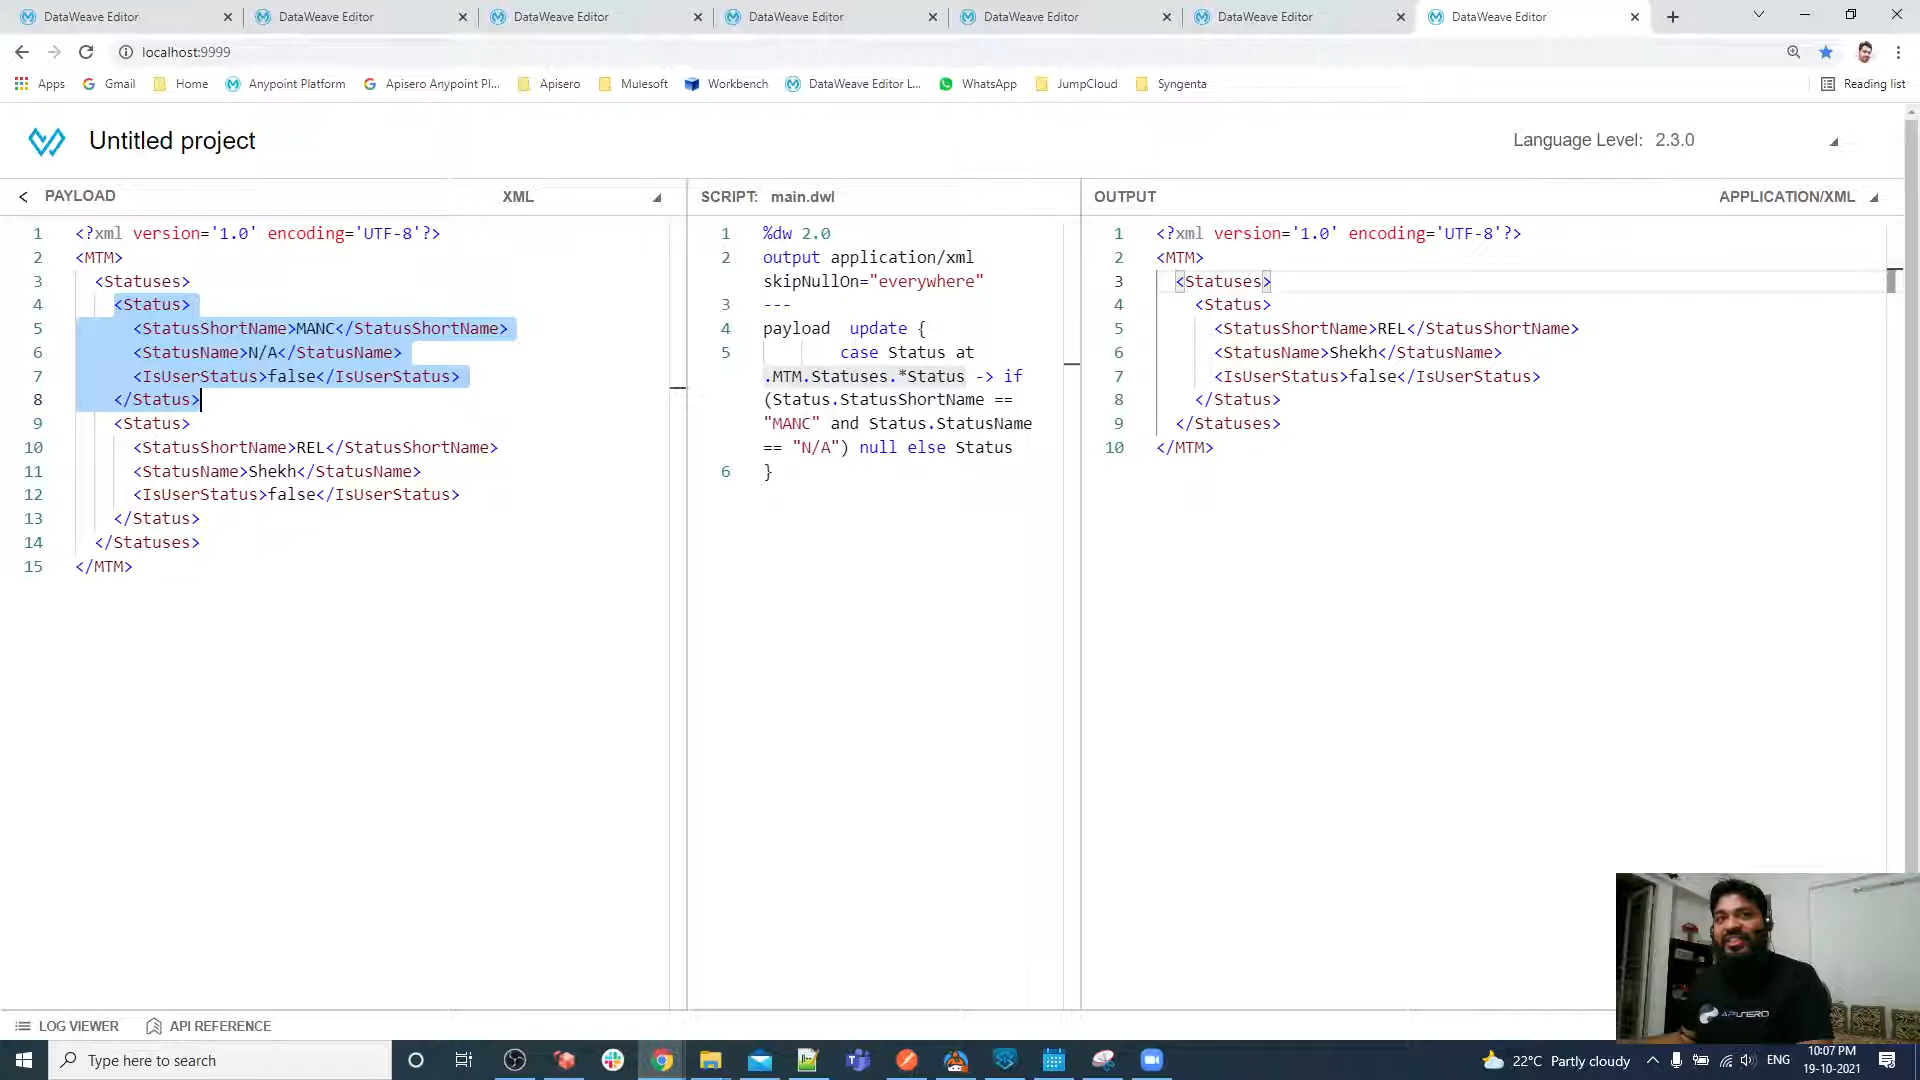 DataWeave Editor
DataWeave Editor
DataWeave Editor
DataWeave Editor
DataWeave Editor
DataWeave Editor
DataWeave Editor
localhost:9999
Apps
Gmail
Home
Anypoint Platform
Apisero Anypoint Pl...
Apisero
Mulesoft
Workbench
DataWeave Editor L...
WhatsApp
JumpCloud
Syngenta
Reading list
Untitled project
Language Level: 2.3.0
PAYLOAD
XML
1 <?xml version='1.0' encoding='UTF-8'?>
2 <MTM>
3 <Statuses>
4 <Status>
5 <StatusShortName>MANC</StatusShortName>
6 <StatusName>N/A</StatusName>
7 <IsUserStatus>false</IsUserStatus>
8 </Status>
9 <Status>
10 <StatusShortName>REL</StatusShortName>
11 <StatusName>Shekh</StatusName>
12 <IsUserStatus>false</IsUserStatus>
13 </Status>
14 </Statuses>
15 </MTM>
SCRIPT: main.dwl
1 %dw 2.0
2 output application/xml
skipNullOn="everywhere"
3 ---
4 payload update {
5 case Status at
.MTM.Statuses.*Status -> if
(Status.StatusShortName ==
"MANC" and Status.StatusName
== "N/A") null else Status
6 }
OUTPUT
APPLICATION/XML
1 <?xml version='1.0' encoding='UTF-8'?>
2 <MTM>
3 <Statuses>
4 <Status>
5 <StatusShortName>REL</StatusShortName>
6 <StatusName>Shekh</StatusName>
7 <IsUserStatus>false</IsUserStatus>
8 </Status>
9 </Statuses>
10 </MTM>
APISERO
LOG VIEWER
API REFERENCE
Type here to search
22°C Partly cloudy
ENG
10:07 PM
19-10-2021